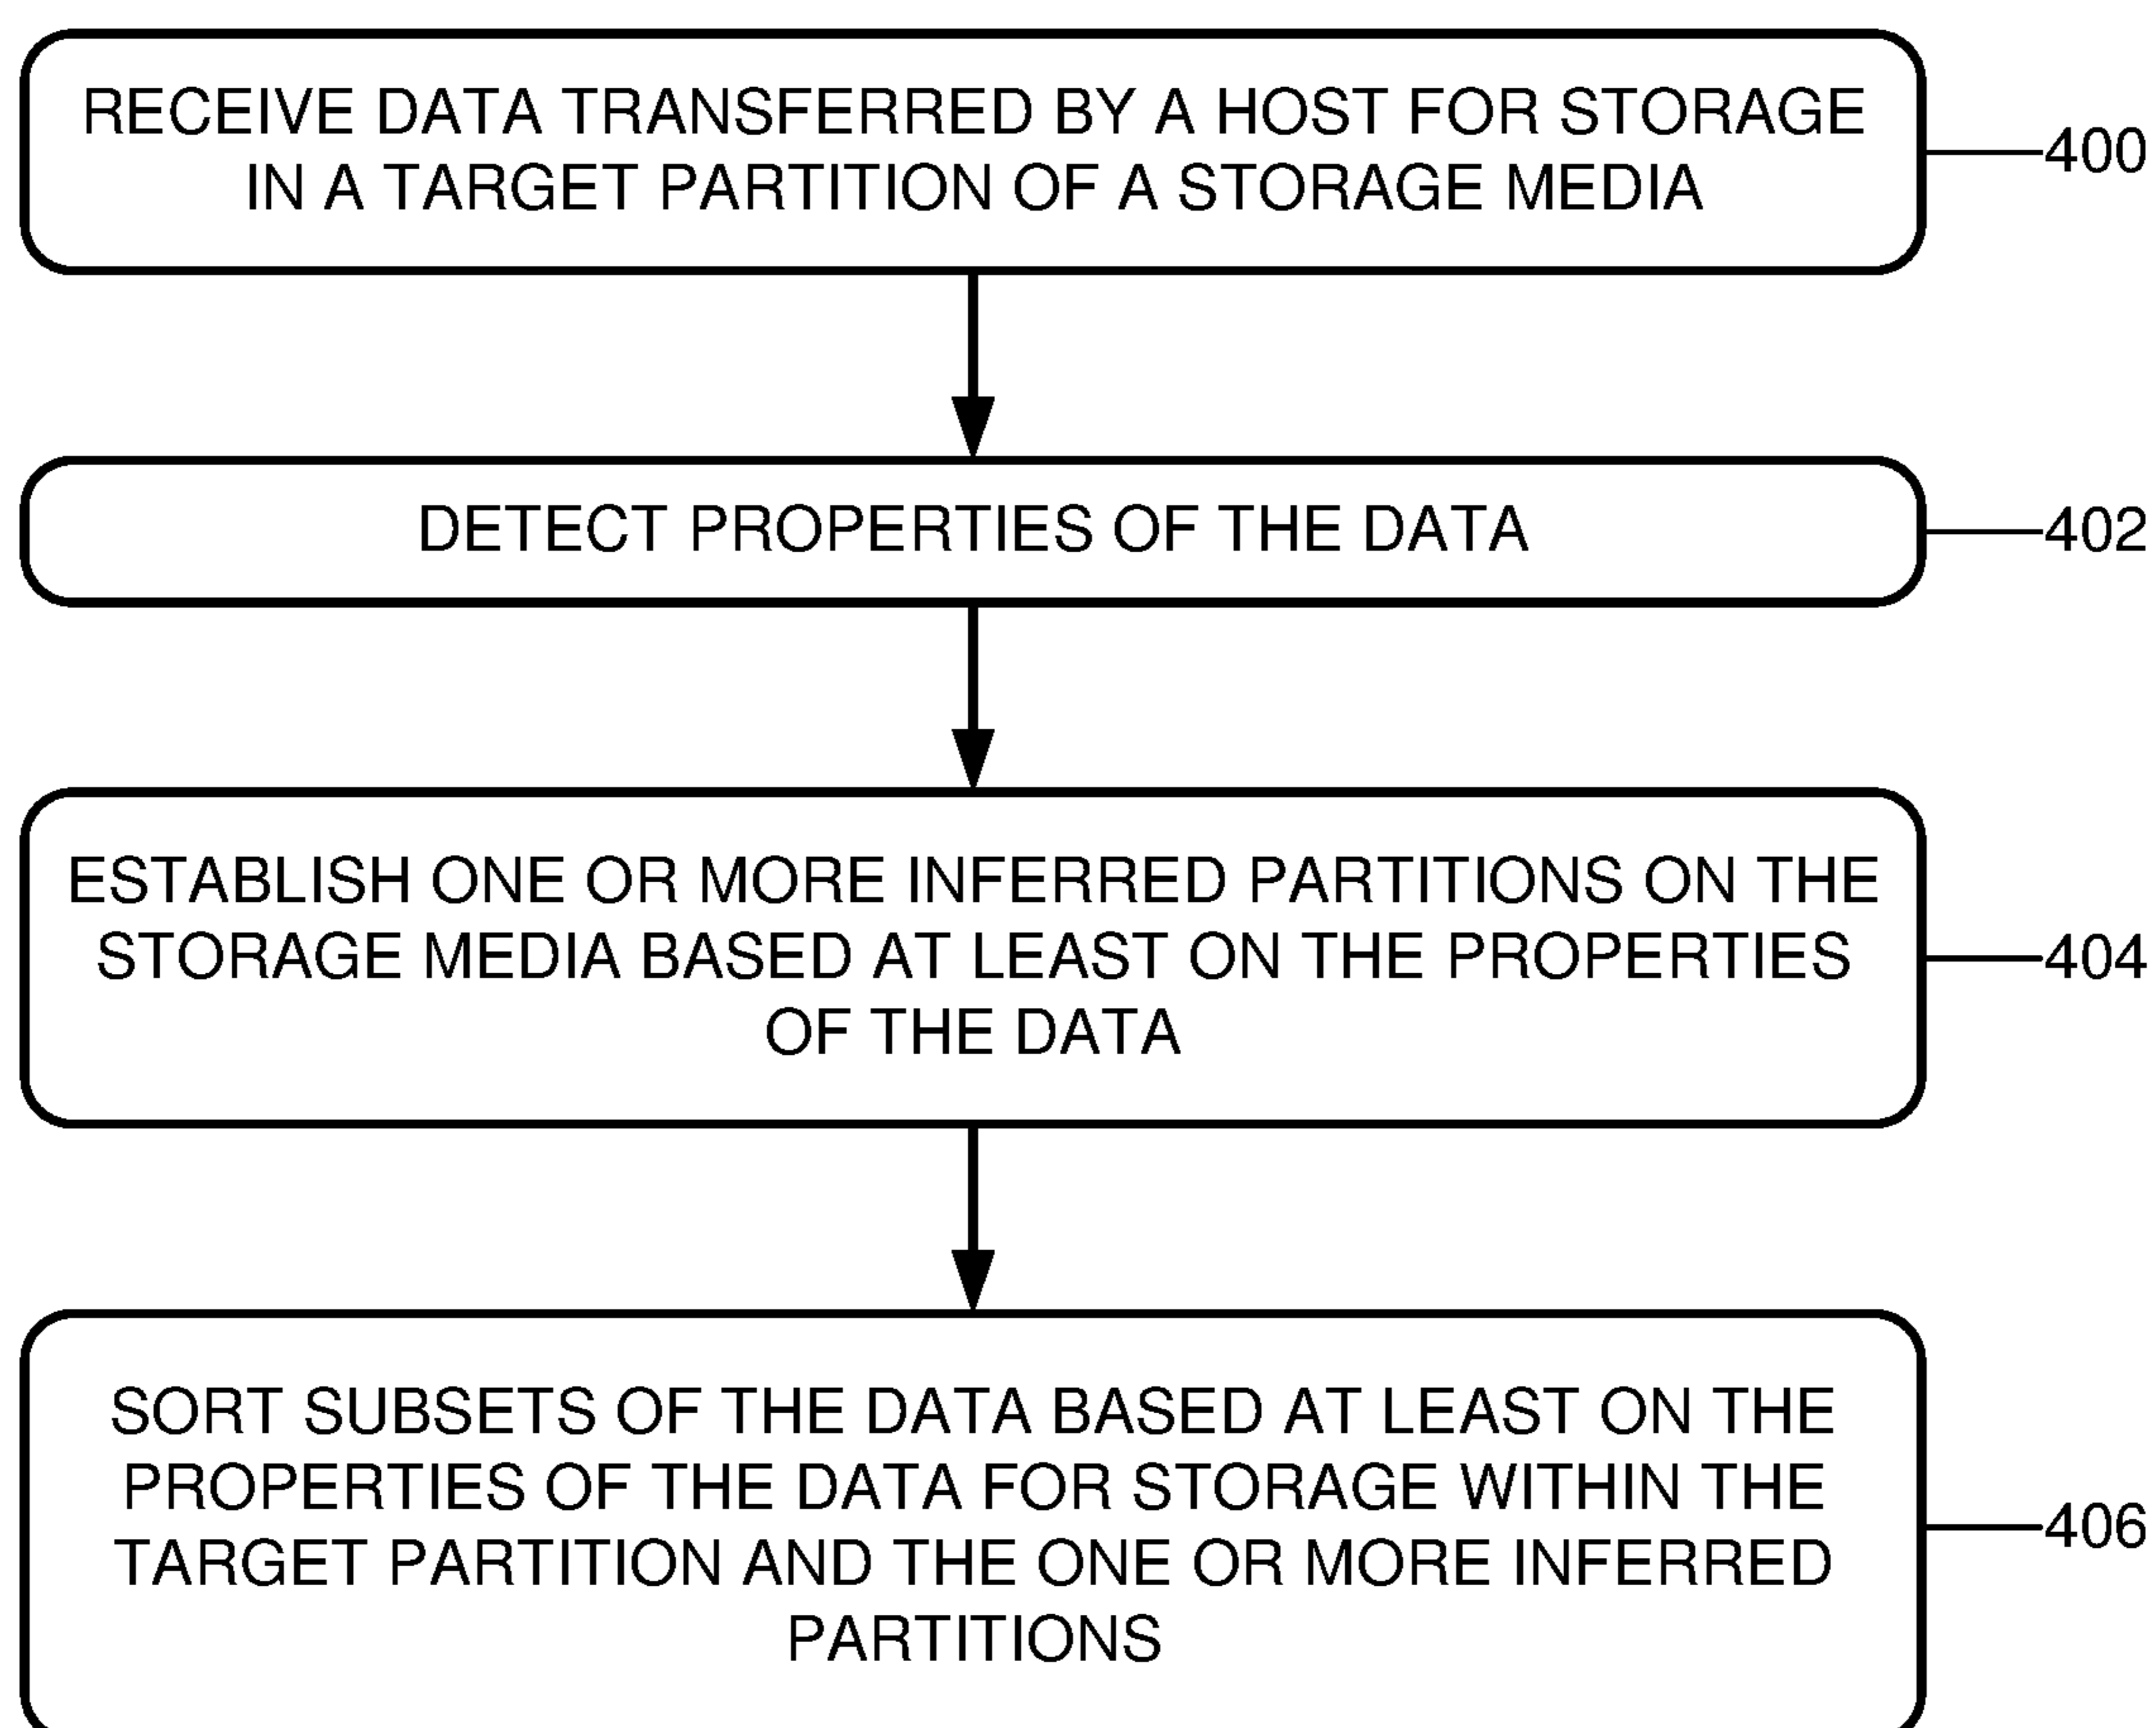 RECEIVE DATA TRANSFERRED BY A HOST FOR STORAGE
IN A TARGET PARTITION OF A STORAGE MEDIA
400
DETECT PROPERTIES OF THE DATA
402
ESTABLISH ONE OR MORE INFERRED PARTITIONS ON THE
STORAGE MEDIA BASED AT LEAST ON THE PROPERTIES
OF THE DATA
404
SORT SUBSETS OF THE DATA BASED AT LEAST ON THE
PROPERTIES OF THE DATA FOR STORAGE WITHIN THE
TARGET PARTITION AND THE ONE OR MORE INFERRED
PARTITIONS
406